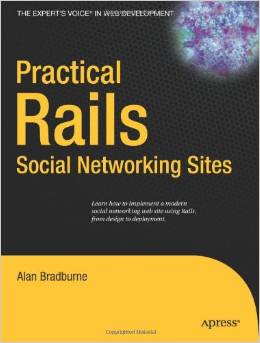 THE EXPERT'S VOICE® IN WEB DEVELOPMENT
Practical
Rails
Social Networking Sites
Learn how to implement a modern
social networking web site using Rails,
from design to deployment.
Alan Bradburne
Apress®